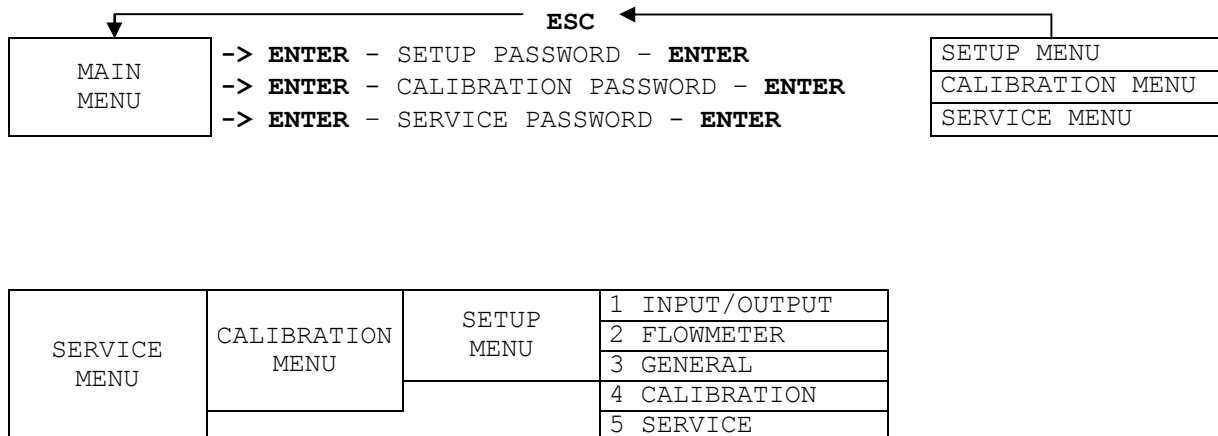 ESC
MAIN
MENU
-> ENTER - SETUP PASSWORD – ENTER
-> ENTER - CALIBRATION PASSWORD – ENTER
-> ENTER – SERVICE PASSWORD - ENTER
SETUP MENU
CALIBRATION MENU
SERVICE MENU
SERVICE
MENU
CALIBRATION
MENU
SETUP
MENU
1 INPUT/OUTPUT
2 FLOWMETER
3 GENERAL
4 CALIBRATION
5 SERVICE